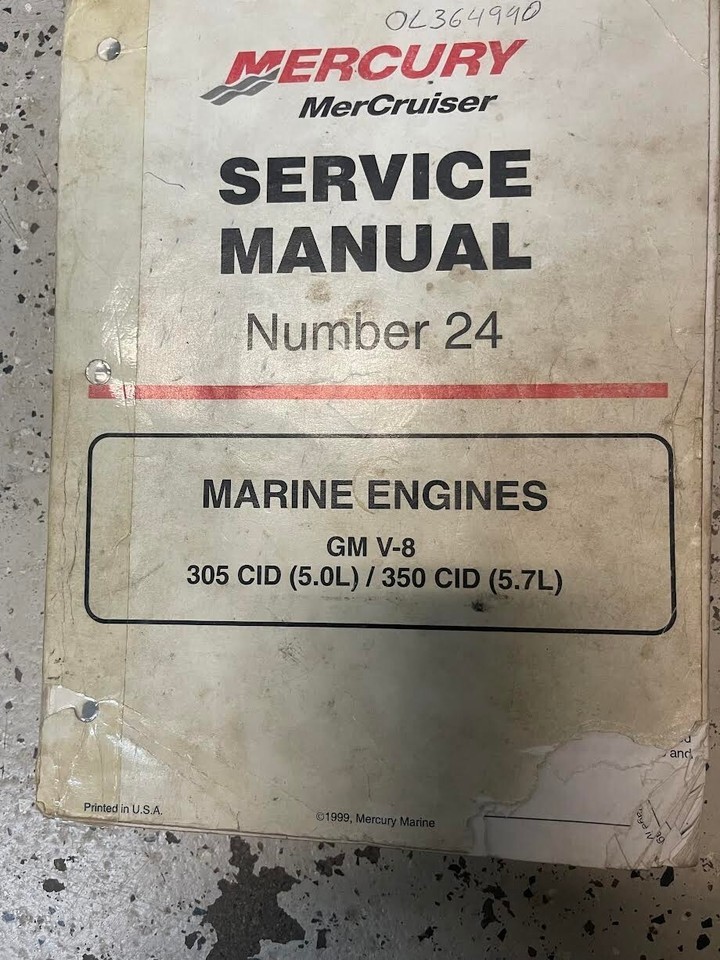 OL364990
MERCURY
MerCruiser
SERVICE
MANUAL
Number 24
MARINE ENGINES
GM V-8
305 CID (5.0L) / 350 CID (5.7L)
and
Printed in U.S.A.
©1999, Mercury Marine